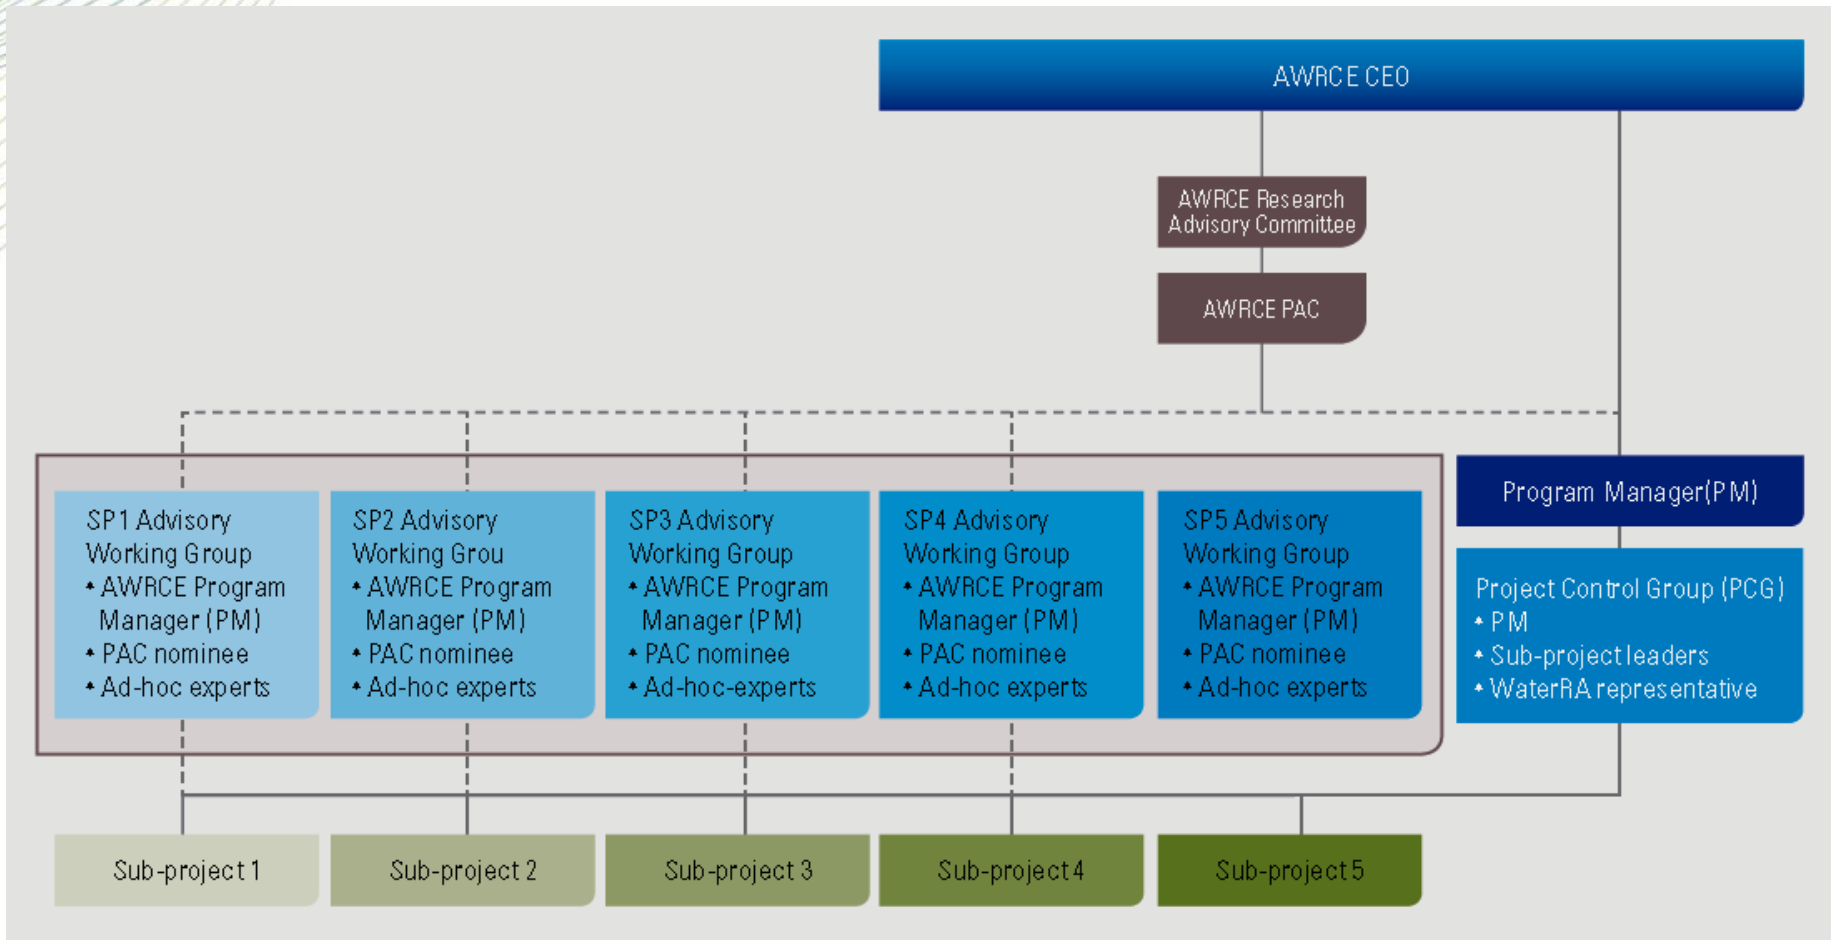 AWRCE CEO
AWRCE Research
Advisory Committee
AWRCE PAC
SP1 Advisory
Working Group
• AWRCE Program
Manager (PM)
• PAC nominee
• Ad-hoc experts
SP2 Advisory
Working Grou
• AWRCE Program
Manager (PM)
• PAC nominee
• Ad-hoc experts
SP3 Advisory
Working Group
• AWRCE Program
Manager (PM)
• PAC nominee
• Ad-hoc-experts
SP4 Advisory
Working Group
• AWRCE Program
Manager (PM)
• PAC nominee
• Ad-hoc experts
SP5 Advisory
Working Group
• AWRCE Program
Manager (PM)
• PAC nominee
• Ad-hoc experts
Program Manager(PM)
Project Control Group (PCG)
• PM
• Sub-project leaders
• WaterRA representative
Sub-project 1
Sub-project 2
Sub-project 3
Sub-project 4
Sub-project 5